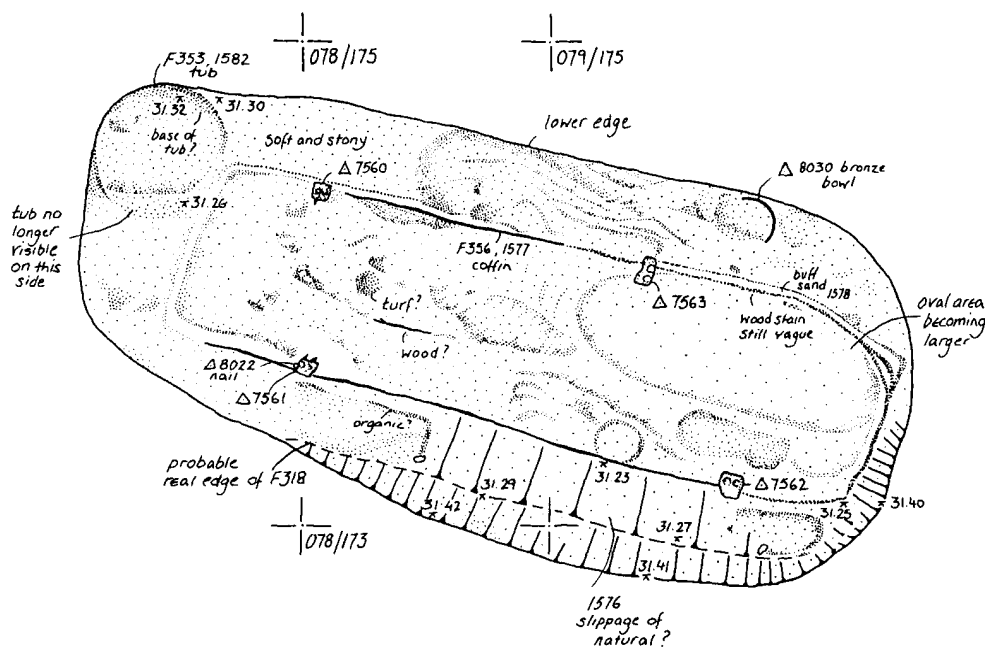 078/175
079/175
F353, 1582
tub
31.32
31.30
base of
tub?
soft and stony
lower edge
△ 7560
△ 8030 bronze
bowl
31.26
tub no
longer
visible
on this
side
F356, 1577
coffin
buff
sand
1578
△ 7563
wood stain
still vague
oval area
becoming
larger
turf?
wood?
△ 8022
nail
△ 7561
organic?
probable
real edge of F318
31.29
31.23
△ 7562
31.42
31.27
31.25
31.40
078/173
31.41
1576
slippage of
natural?